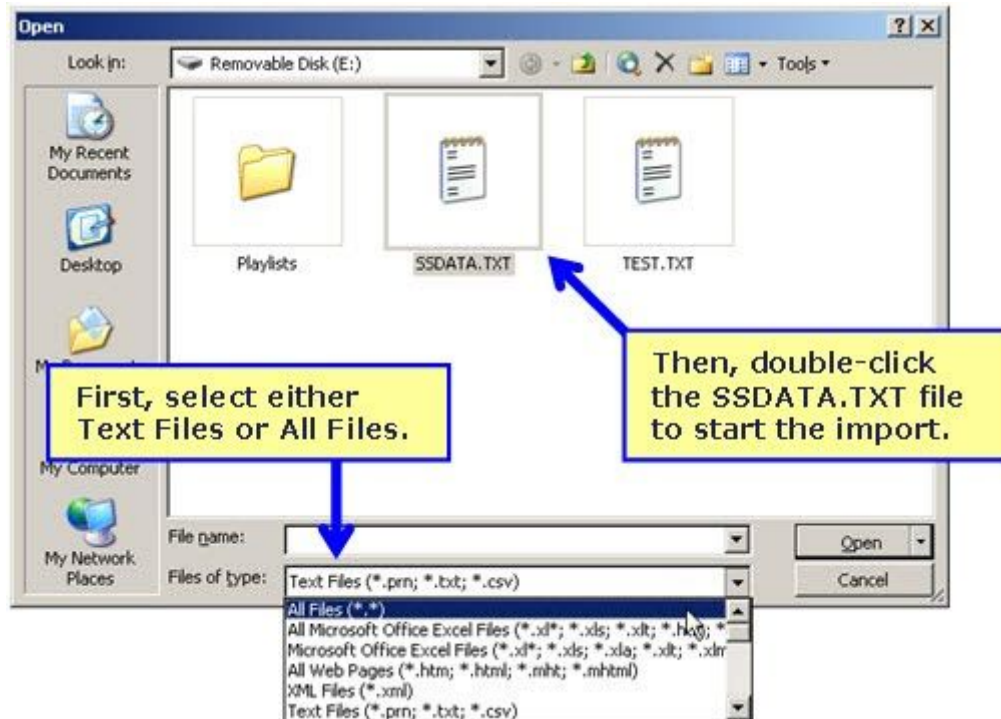 Open
Look in:
Removable Disk (E:)
Tools
My Recent
Documents
Desktop
My Computer
My Network
Places
Playlists
SSDATA.TXT
TEST.TXT
First, select either
Text Files or All Files.
Then, double-click
the SSDATA.TXT file
to start the import.
File name:
Open
Files of type:
Text Files (*.prn; *.txt; *.csv)
Cancel
All Files (*.*)
All Microsoft Office Excel Files (*.xl*; *.xls; *.xlt; *.htm; *
Microsoft Office Excel Files (*.xl*; *.xls; *.xla; *.xlt; *.xlm
All Web Pages (*.htm; *.html; *.mht; *.mhtml)
XML Files (*.xml)
Text Files (*.prn; *.txt; *.csv)